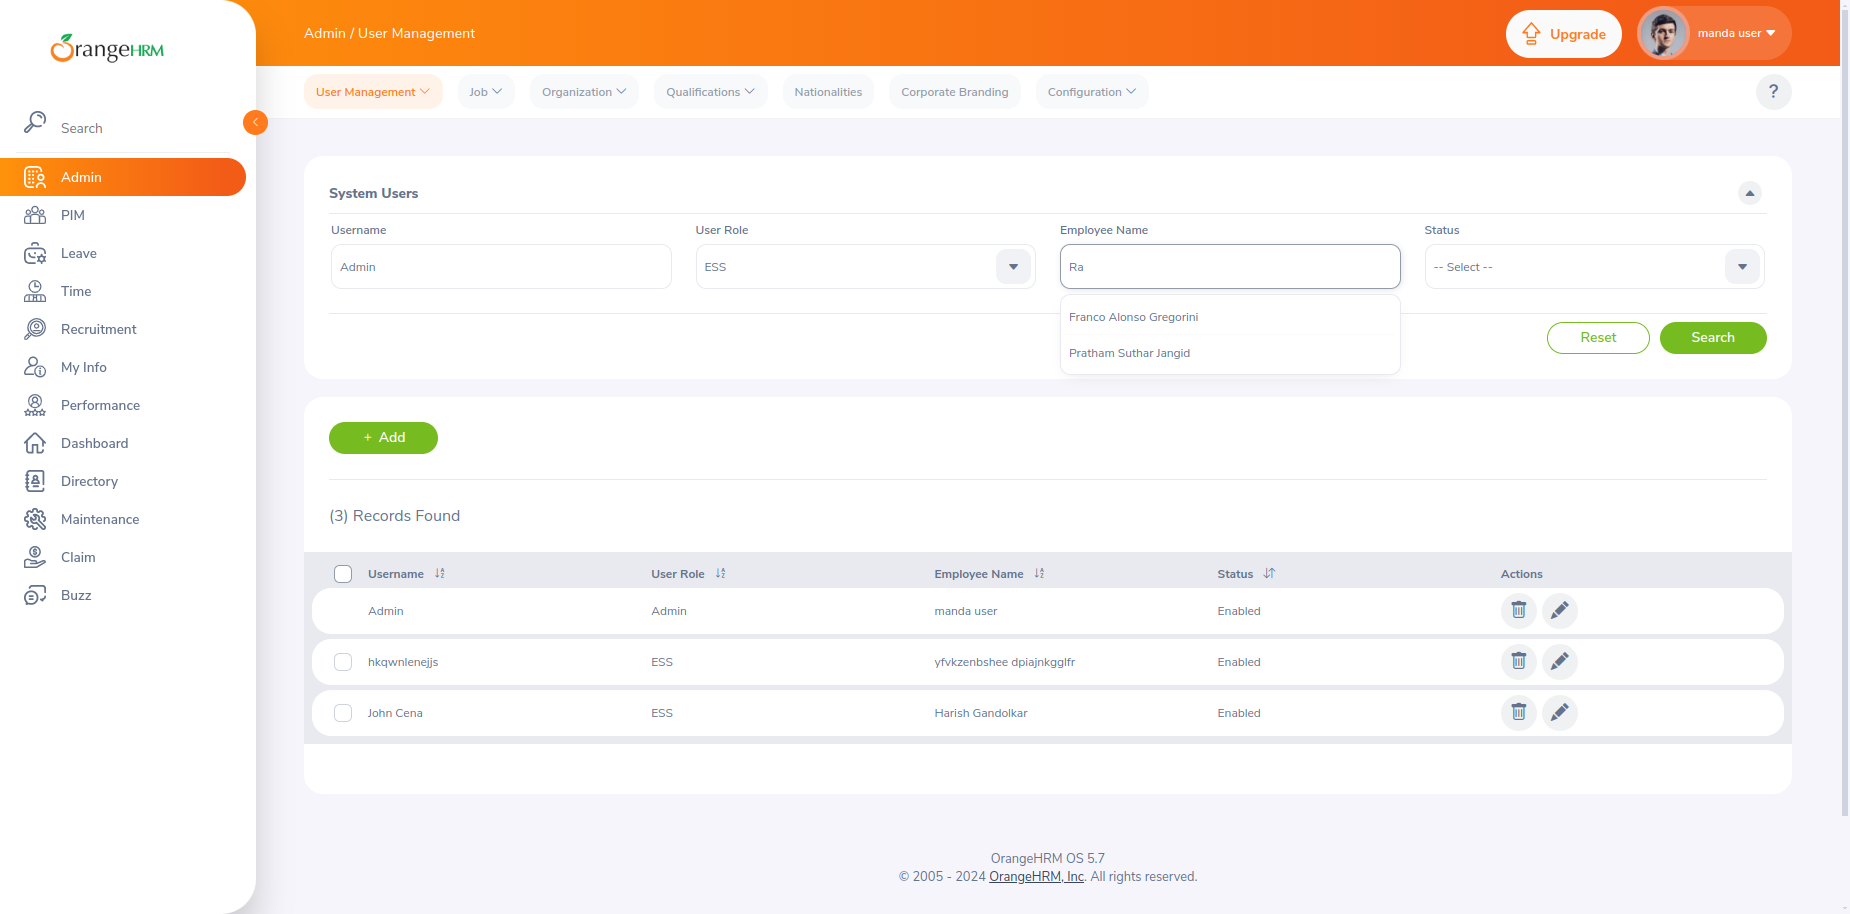 OrangeHRM
Search
Admin
PIM
Leave
Time
Recruitment
My Info
Performance
Dashboard
Directory
Maintenance
Claim
Buzz
Admin / User Management
Upgrade
manda user
User Management
Job
Organization
Qualifications
Nationalities
Corporate Branding
Configuration
?
System Users
Username
User Role
Employee Name
Status
Admin
ESS
Ra
-- Select --
Franco Alonso Gregorini
Pratham Suthar Jangid
Reset
Search
+ Add
(3) Records Found
Username User Role Employee Name Status Actions
Admin Admin manda user Enabled
hkqwnlenejjs ESS yfvkzenbshee dpiajnkgglfr Enabled
John Cena ESS Harish Gandolkar Enabled
OrangeHRM OS 5.7
© 2005 - 2024 OrangeHRM, Inc. All rights reserved.